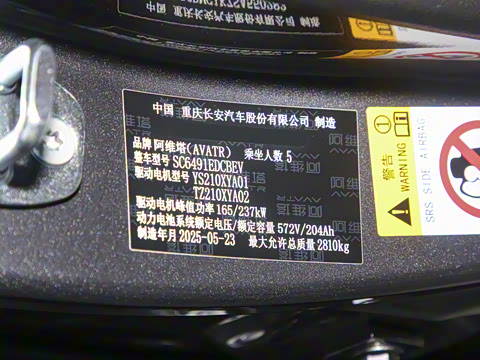 中国 重庆长安汽车股份有限公司 制造
品牌 阿维塔(AVATR) 乘坐人数 5
整车型号 SC6491EDCBEV
驱动电机型号 YS210XYA01
TZ210XYA02
驱动电机峰值功率 165/237kW
动力电池系统额定电压/额定容量 572V/204Ah
制造年月 2025-05-23 最大允许总质量 2810kg
警告
WARNING
SRS SIDE AIRBAG